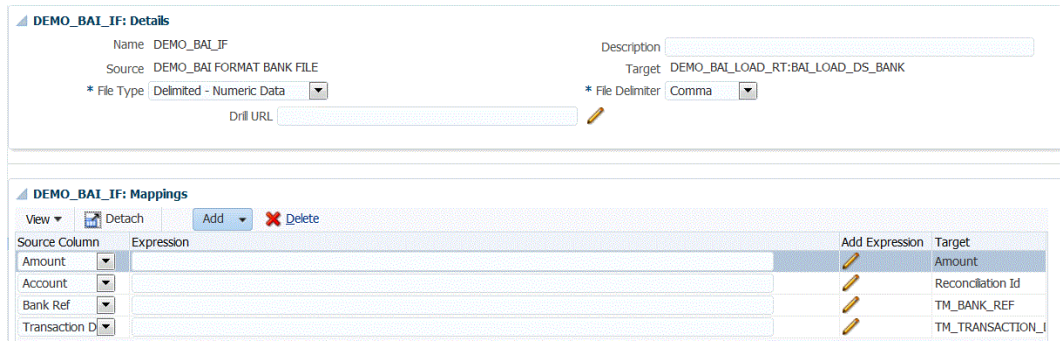 DEMO_BAI_IF: Details
Name DEMO_BAI_IF Description
Source DEMO_BAI FORMAT BANK FILE Target DEMO_BAI_LOAD_RT:BAI_LOAD_DS_BANK
* File Type Delimited - Numeric Data * File Delimiter Comma
Drill URL
DEMO_BAI_IF: Mappings
View Detach Add Delete
Source Column Expression Add Expression Target
Amount Amount
Account Reconciliation Id
Bank Ref TM_BANK_REF
Transaction D TM_TRANSACTION_